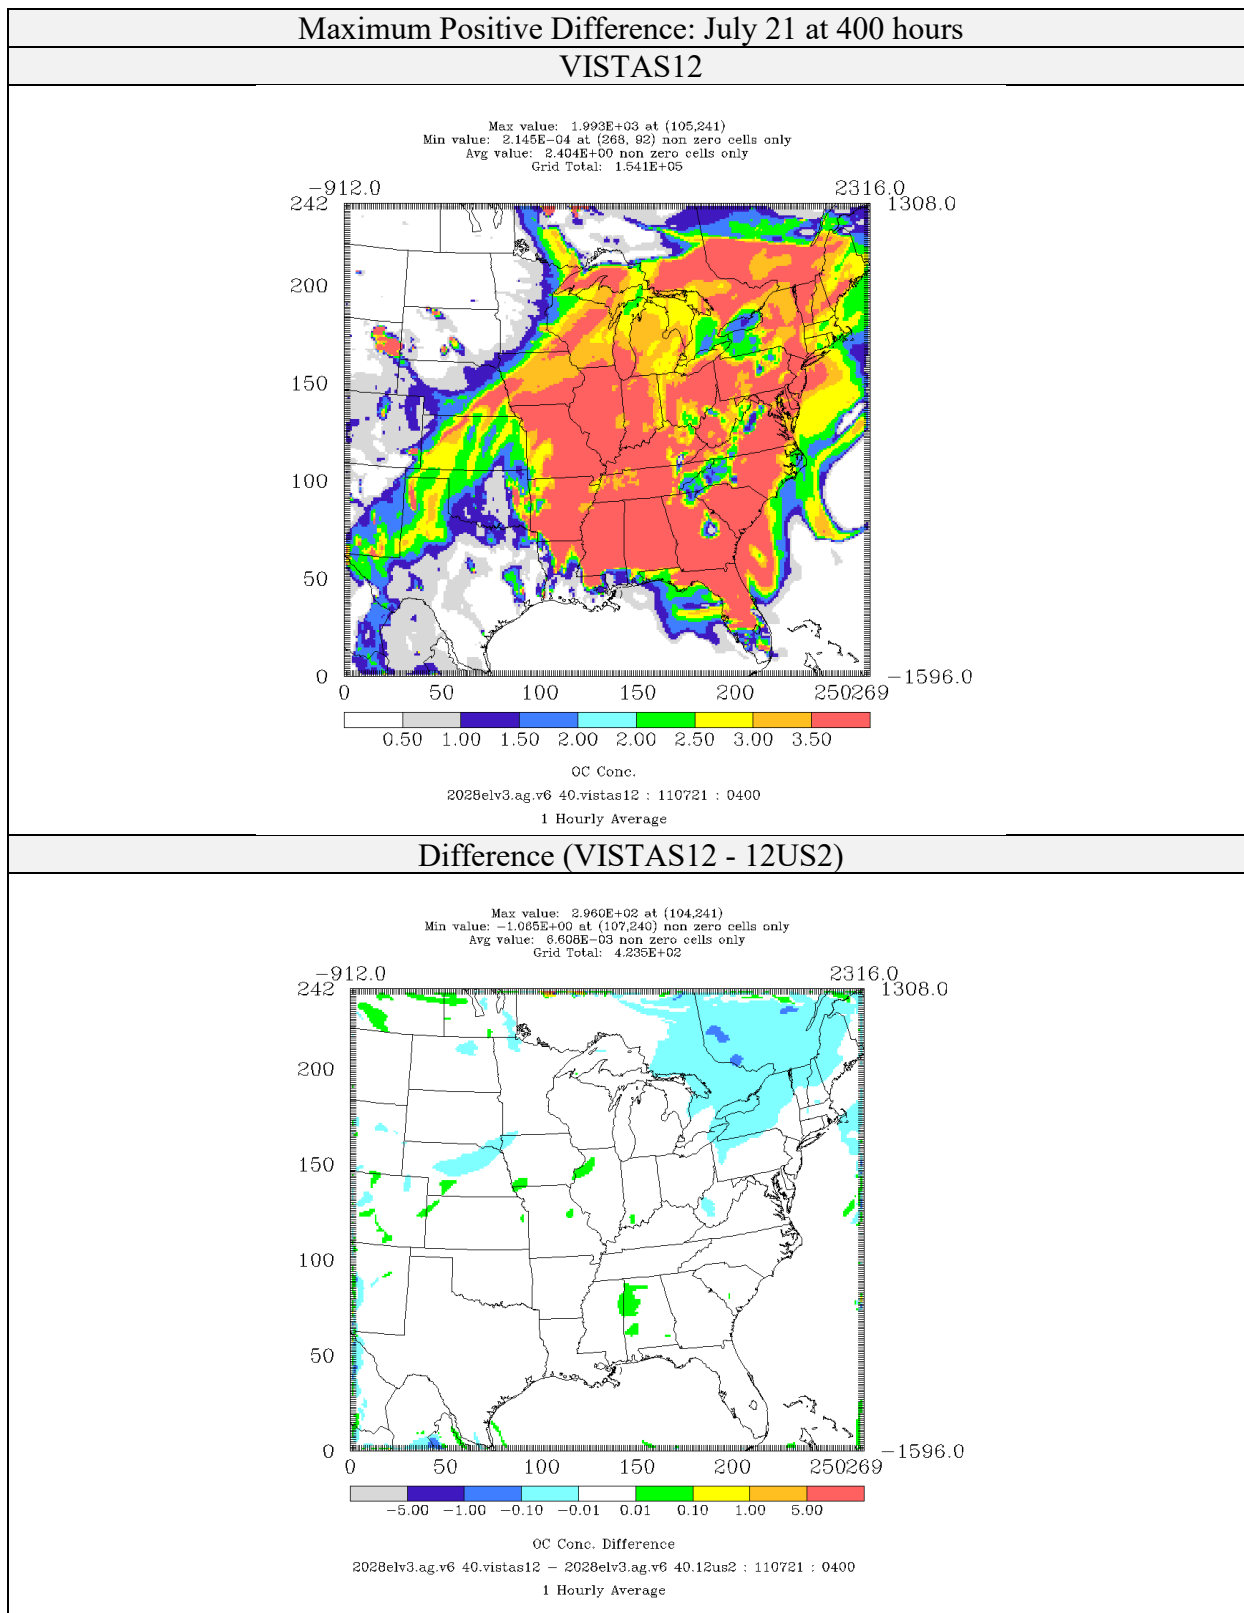 Maximum Positive Difference: July 21 at 400 hours
VISTAS12
Max value: 1.993E+03 at (105,241)
Min value: 2.145E-04 at (268, 92) non zero cells only
Avg value: 2.404E+00 non zero cells only
Grid Total: 1.541E+05
-912.0 2316.0
242 1308.0
200
150
100
50
0 -1596.0
0 50 100 150 200 250269
0.50 1.00 1.50 2.00 2.00 2.50 3.00 3.50
OC Conc.
2028elv3.ag.v6 40.vistas12 : 110721 : 0400
1 Hourly Average
Difference (VISTAS12 - 12US2)
Max value: 2.960E+02 at (104,241)
Min value: -1.065E+00 at (107,240) non zero cells only
Avg value: 6.608E-03 non zero cells only
Grid Total: 4.235E+02
-912.0 2316.0
242 1308.0
200
150
100
50
0 -1596.0
0 50 100 150 200 250269
-5.00 -1.00 -0.10 -0.01 0.01 0.10 1.00 5.00
OC Conc. Difference
2028elv3.ag.v6 40.vistas12 - 2028elv3.ag.v6 40.12us2 : 110721 : 0400
1 Hourly Average